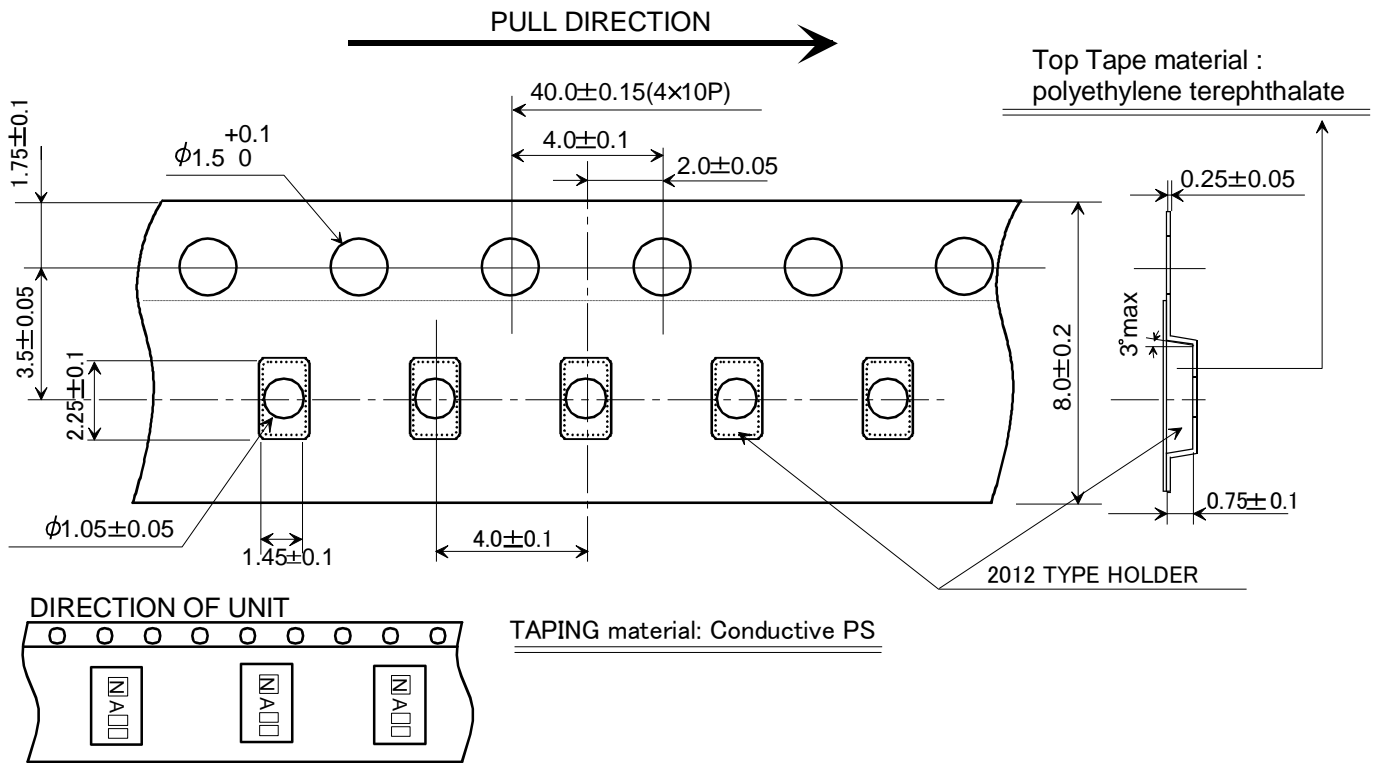 PULL DIRECTION
Top Tape material :
polyethylene terephthalate
40.0±0.15(4×10P)
1.75±0.1
+0.1
ϕ1.5 0
4.0±0.1
2.0±0.05
0.25±0.05
3.5±0.05
2.25±0.1
8.0±0.2
3°max
0.75±0.1
ϕ1.05±0.05
1.45±0.1
4.0±0.1
2012 TYPE HOLDER
DIRECTION OF UNIT
TAPING material: Conductive PS
N A□□
N A□□
N A□□